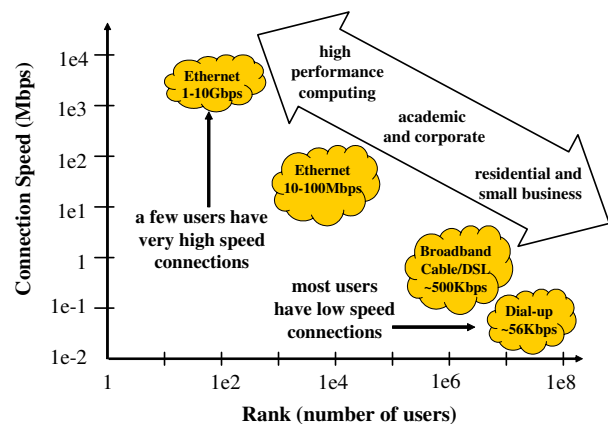 Connection Speed (Mbps)
1e4
1e3
1e2
1e1
1
1e-1
1e-2
Ethernet
1-10Gbps
high
performance
computing
academic
and corporate
residential and
small business
Ethernet
10-100Mbps
a few users have
very high speed
connections
Broadband
Cable/DSL
~500Kbps
most users
have low speed
connections
Dial-up
~56Kbps
1
1e2
1e4
1e6
1e8
Rank (number of users)